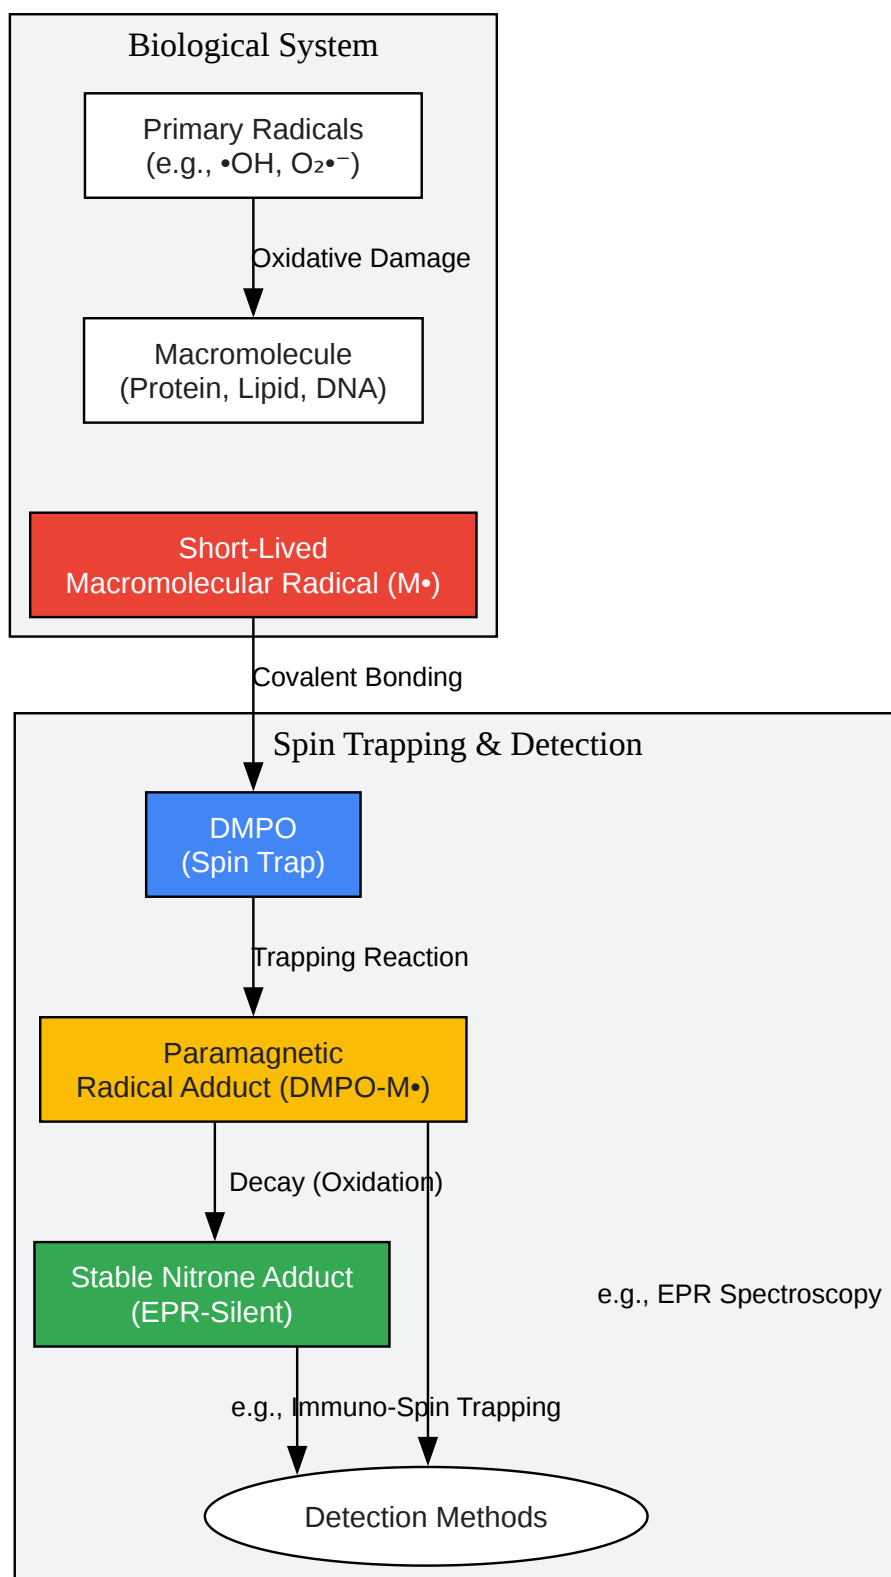 Biological System
Primary Radicals
(e.g., •OH, O₂•⁻)
Oxidative Damage
Macromolecule
(Protein, Lipid, DNA)
Short-Lived
Macromolecular Radical (M•)
Covalent Bonding
Spin Trapping & Detection
DMPO
(Spin Trap)
Trapping Reaction
Paramagnetic
Radical Adduct (DMPO-M•)
Decay (Oxidation)
Stable Nitrone Adduct
(EPR-Silent)
e.g., EPR Spectroscopy
e.g., Immuno-Spin Trapping
Detection Methods